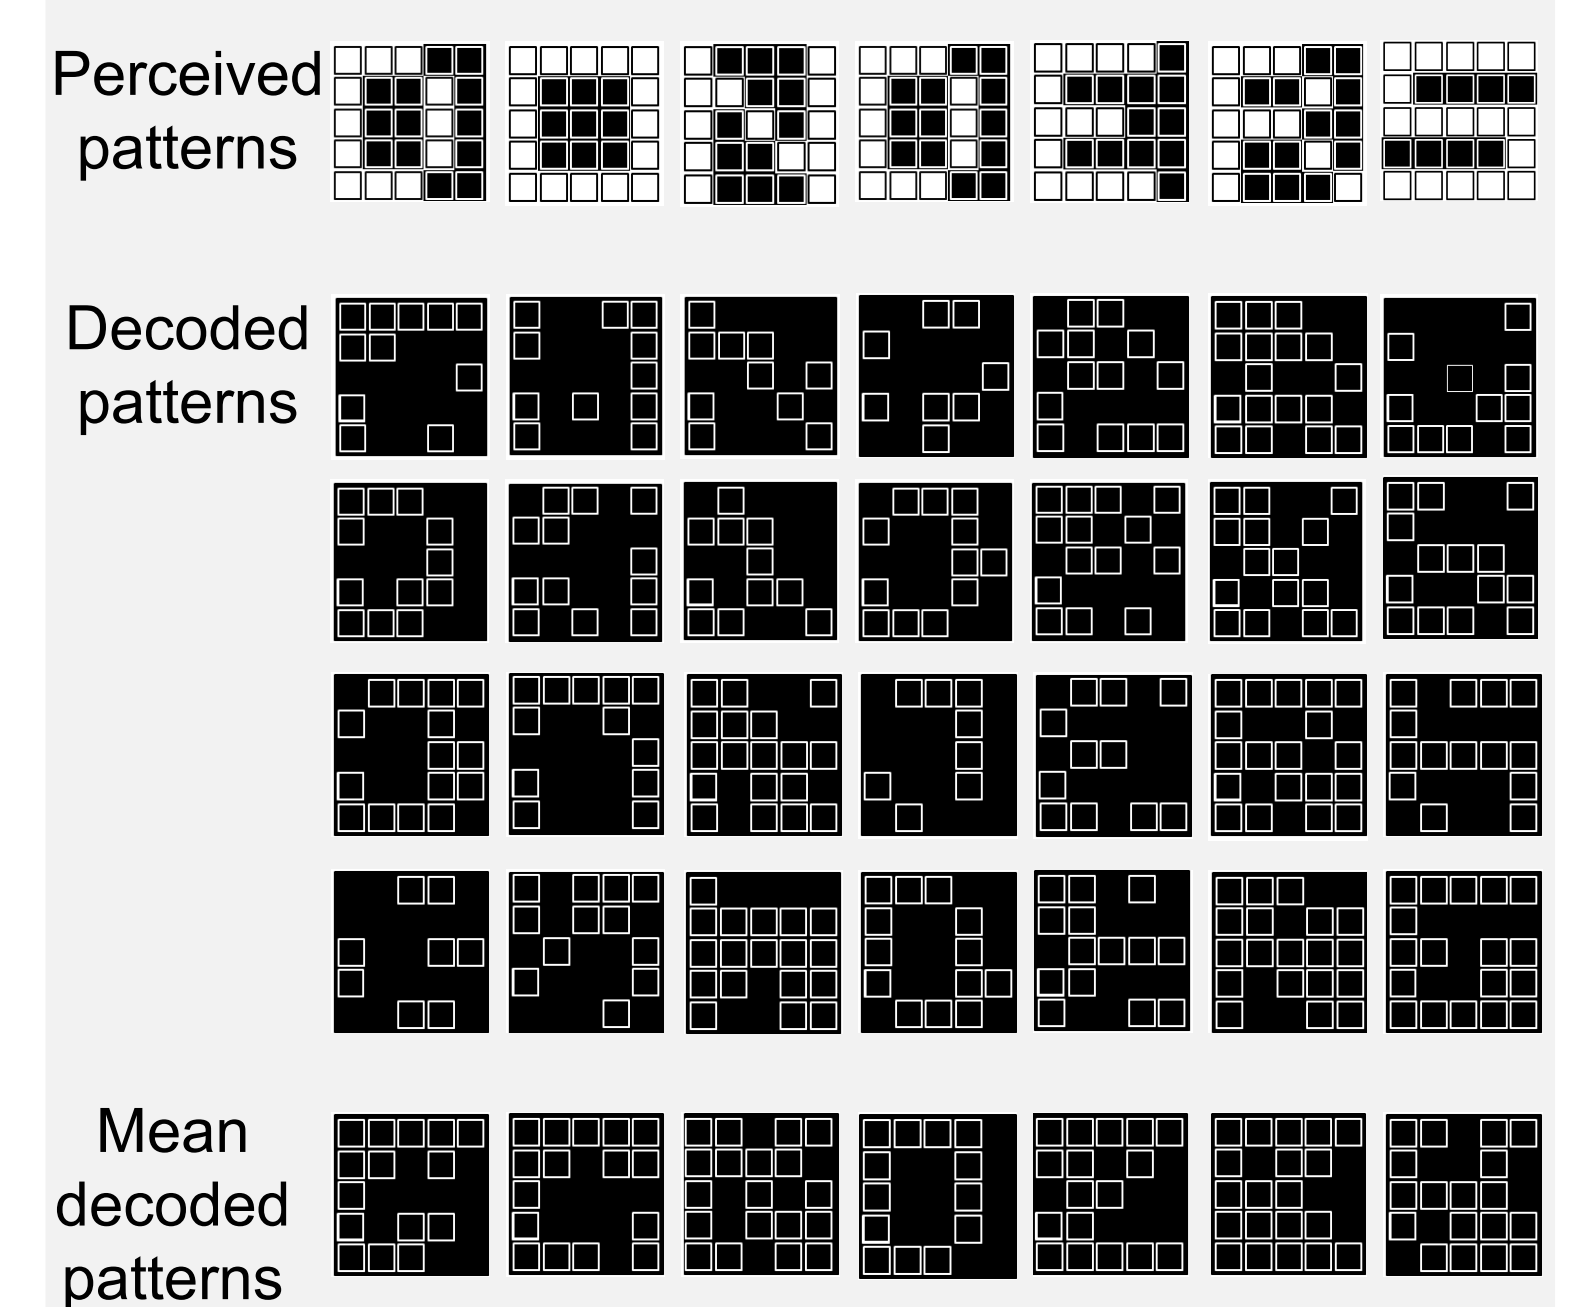 Perceived
patterns
Decoded
patterns
Mean
decoded
patterns